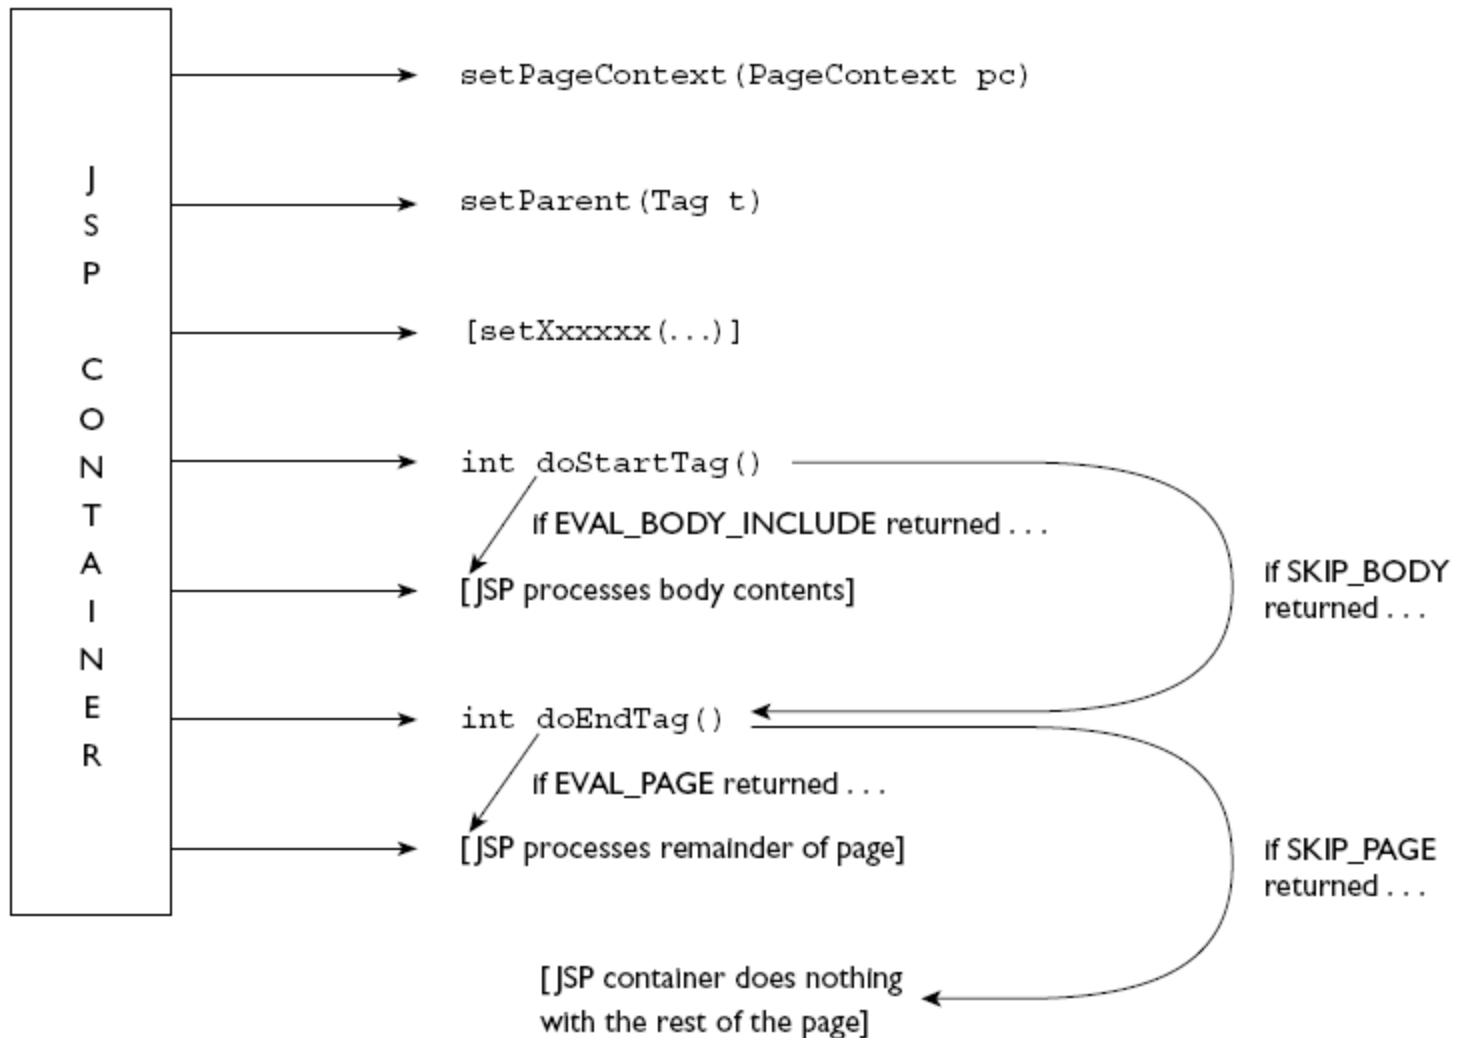 JSP CONTAINER
setPageContext(PageContext pc)
setParent(Tag t)
[setXxxxxx(...)]
int doStartTag()
if EVAL_BODY_INCLUDE returned . . .
if SKIP_BODY
returned . . .
[JSP processes body contents]
int doEndTag()
if EVAL_PAGE returned . . .
[JSP processes remainder of page]
if SKIP_PAGE
returned . . .
[JSP container does nothing
with the rest of the page]